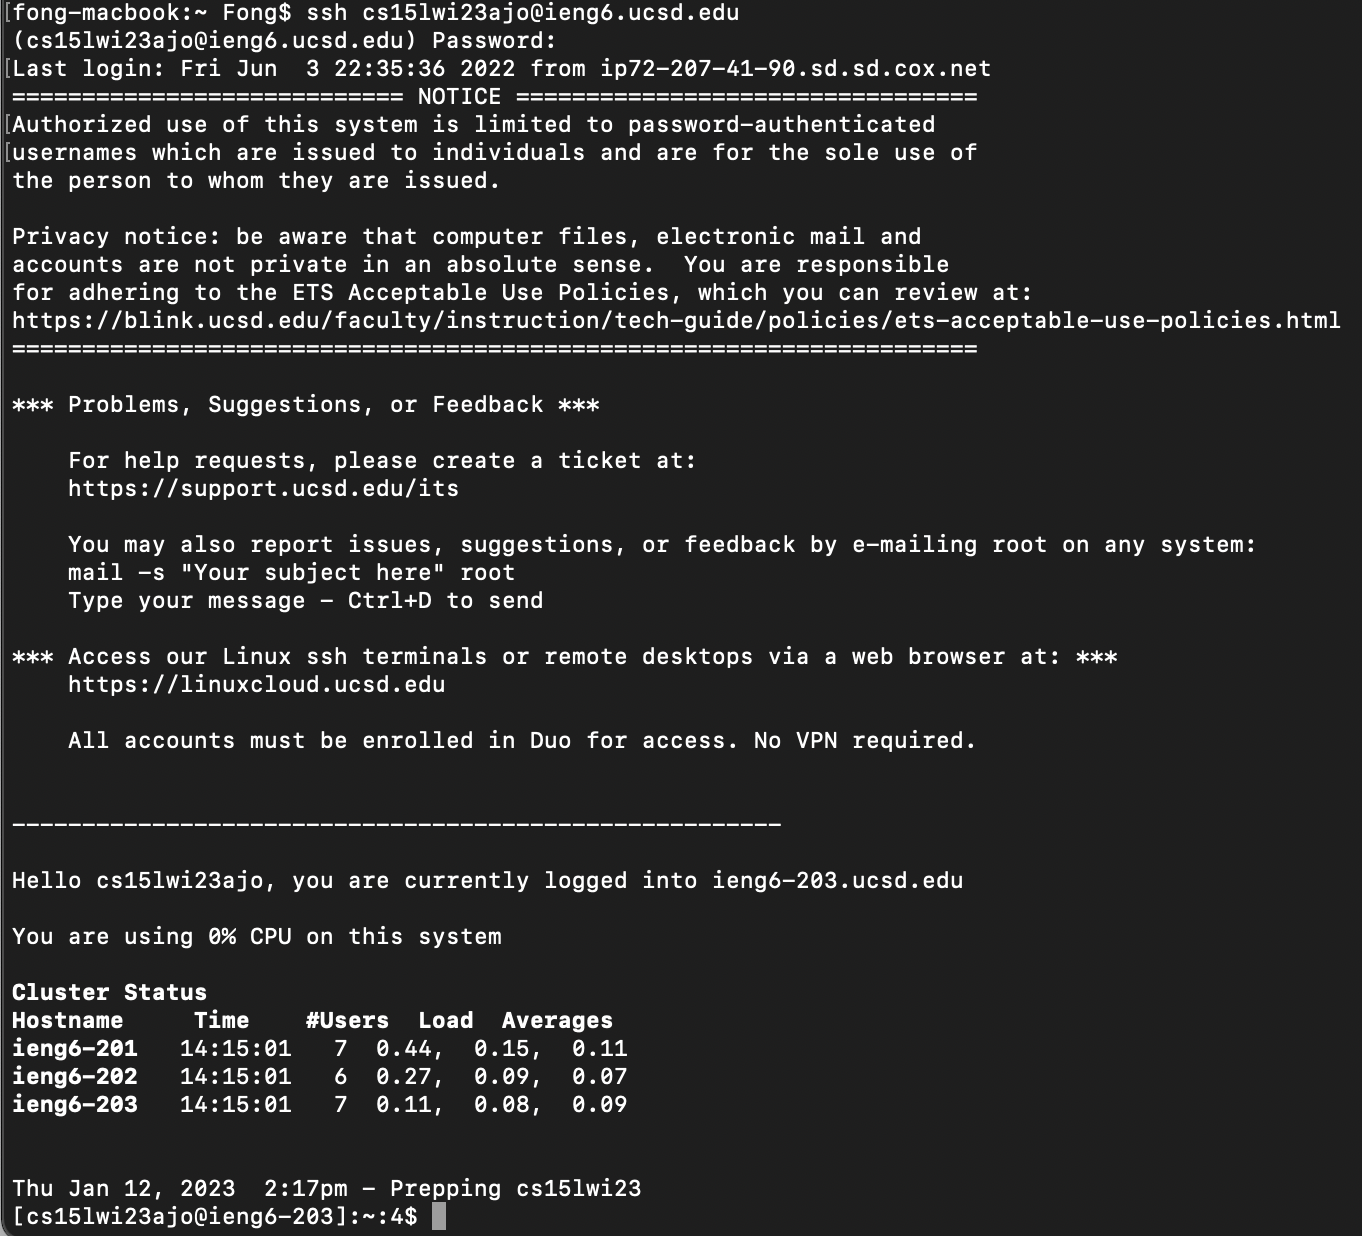 [fong-macbook:~ Fong$ ssh cs15lwi23ajo@ieng6.ucsd.edu
(cs15lwi23ajo@ieng6.ucsd.edu) Password:
[Last login: Fri Jun  3 22:35:36 2022 from ip72-207-41-90.sd.sd.cox.net
============================ NOTICE =================================
[Authorized use of this system is limited to password-authenticated
[usernames which are issued to individuals and are for the sole use of
the person to whom they are issued.

Privacy notice: be aware that computer files, electronic mail and
accounts are not private in an absolute sense.  You are responsible
for adhering to the ETS Acceptable Use Policies, which you can review at:
https://blink.ucsd.edu/faculty/instruction/tech-guide/policies/ets-acceptable-use-policies.html
=====================================================================

*** Problems, Suggestions, or Feedback ***

    For help requests, please create a ticket at:
    https://support.ucsd.edu/its

    You may also report issues, suggestions, or feedback by e-mailing root on any system:
    mail -s "Your subject here" root
    Type your message - Ctrl+D to send

*** Access our Linux ssh terminals or remote desktops via a web browser at: ***
    https://linuxcloud.ucsd.edu

    All accounts must be enrolled in Duo for access. No VPN required.


-------------------------------------------------------

Hello cs15lwi23ajo, you are currently logged into ieng6-203.ucsd.edu

You are using 0% CPU on this system

Cluster Status
Hostname     Time    #Users  Load  Averages
ieng6-201   14:15:01   7  0.44,  0.15,  0.11
ieng6-202   14:15:01   6  0.27,  0.09,  0.07
ieng6-203   14:15:01   7  0.11,  0.08,  0.09


Thu Jan 12, 2023  2:17pm - Prepping cs15lwi23
[cs15lwi23ajo@ieng6-203]:~:4$